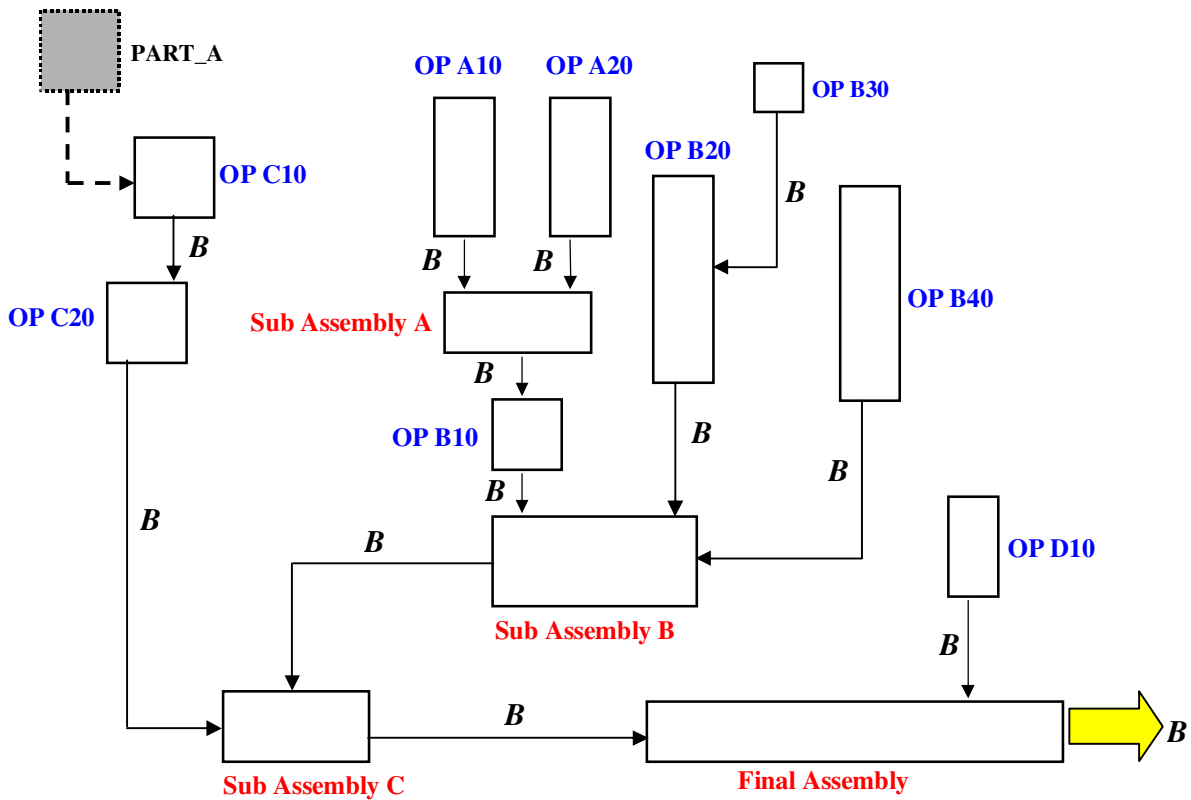 PART_A
OP A10
OP A20
OP B30
OP B20
OP C10
B
B
B
B
OP C20
Sub Assembly A
OP B40
B
OP B10
B
B
B
B
B
OP D10
Sub Assembly B
B
B
B
Sub Assembly C
Final Assembly